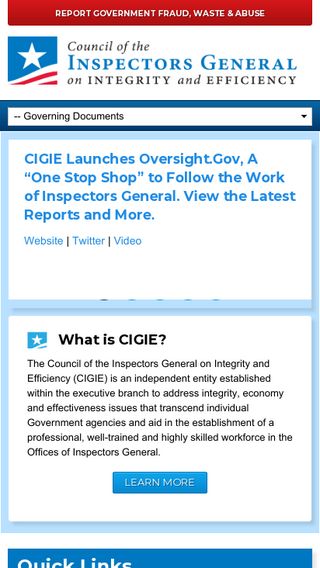 REPORT GOVERNMENT FRAUD, WASTE & ABUSE
Council of the
INSPECTORS GENERAL
on INTEGRITY and EFFICIENCY
-- Governing Documents
CIGIE Launches Oversight.Gov, A
“One Stop Shop” to Follow the Work
of Inspectors General. View the Latest
Reports and More.
Website | Twitter | Video
What is CIGIE?
The Council of the Inspectors General on Integrity and
Efficiency (CIGIE) is an independent entity established
within the executive branch to address integrity, economy
and effectiveness issues that transcend individual
Government agencies and aid in the establishment of a
professional, well-trained and highly skilled workforce in the
Offices of Inspectors General.
LEARN MORE
Quick Links